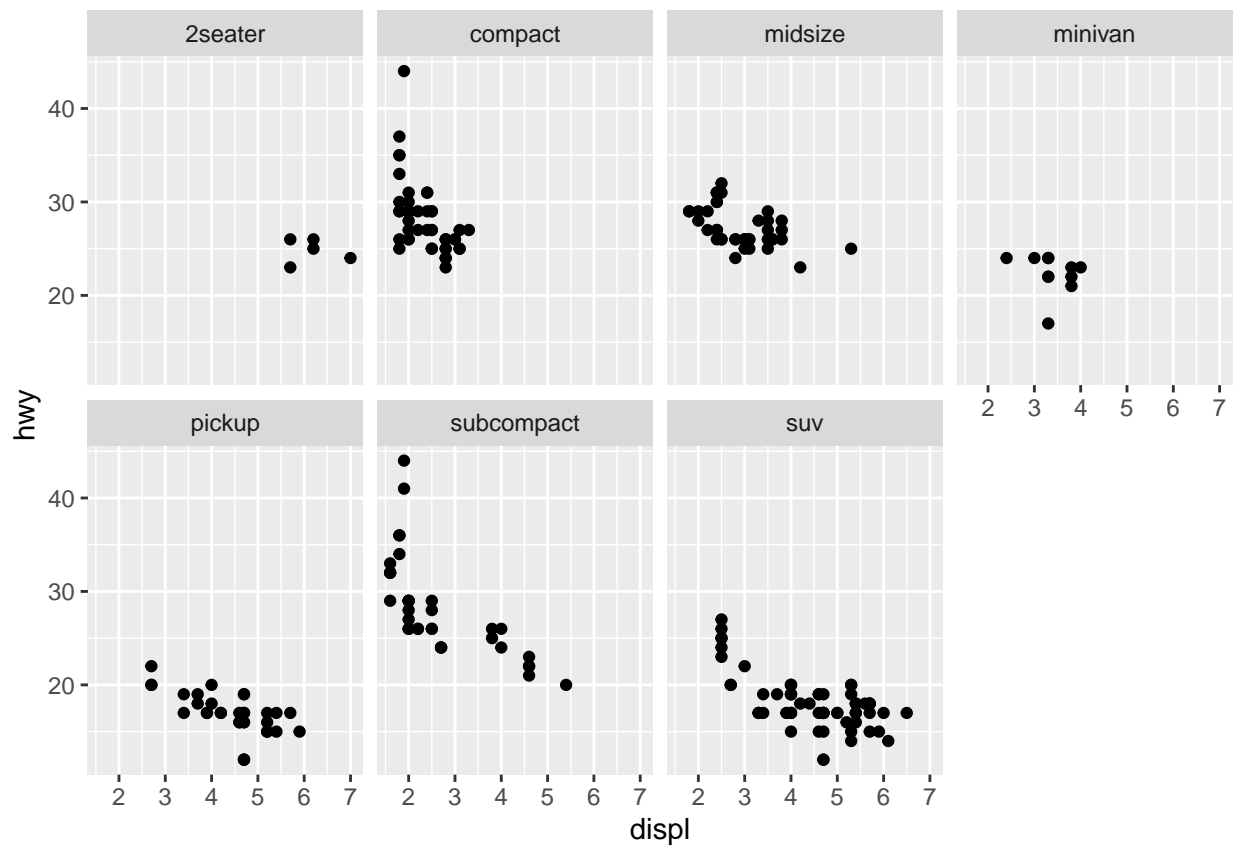 2seater compact midsize minivan
40
30
20
2 3 4 5 6 7
hwy
pickup subcompact suv
40
30
20
2 3 4 5 6 7 2 3 4 5 6 7 2 3 4 5 6 7
displ